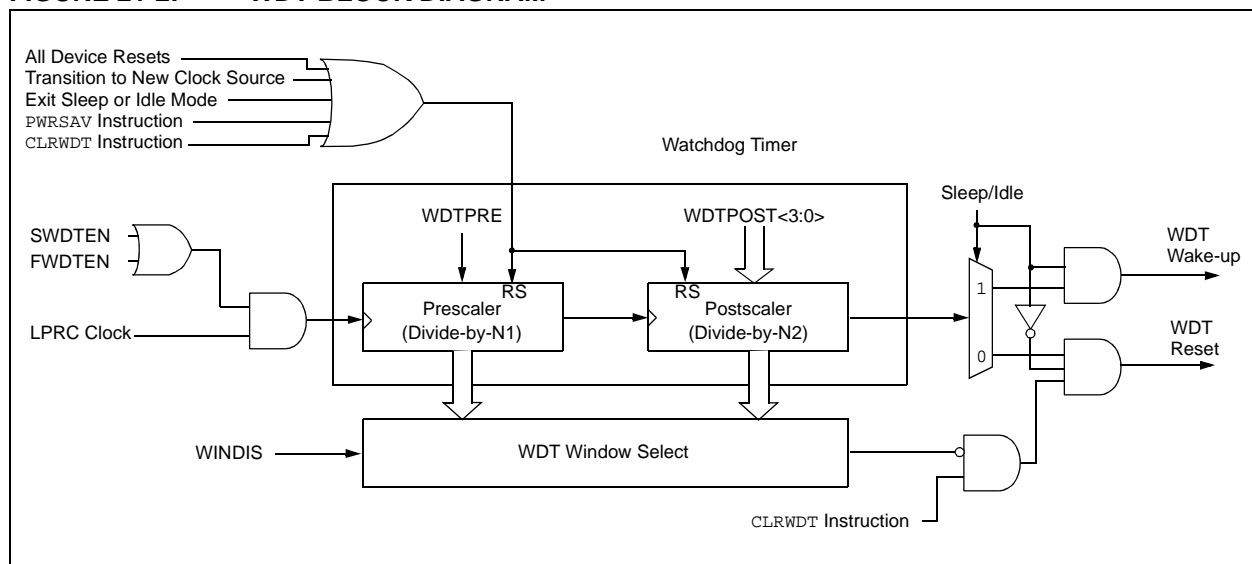 All Device Resets
Transition to New Clock Source
Exit Sleep or Idle Mode
PWRSAV Instruction
CLRWDT Instruction
Watchdog Timer
Sleep/Idle
WDTPRE
WDTPOST<3:0>
SWDTEN
FWDTEN
WDT
Wake-up
RS
RS
1
Prescaler
(Divide-by-N1)
Postscaler
(Divide-by-N2)
LPRC Clock
WDT
Reset
0
WINDIS
WDT Window Select
CLRWDT Instruction